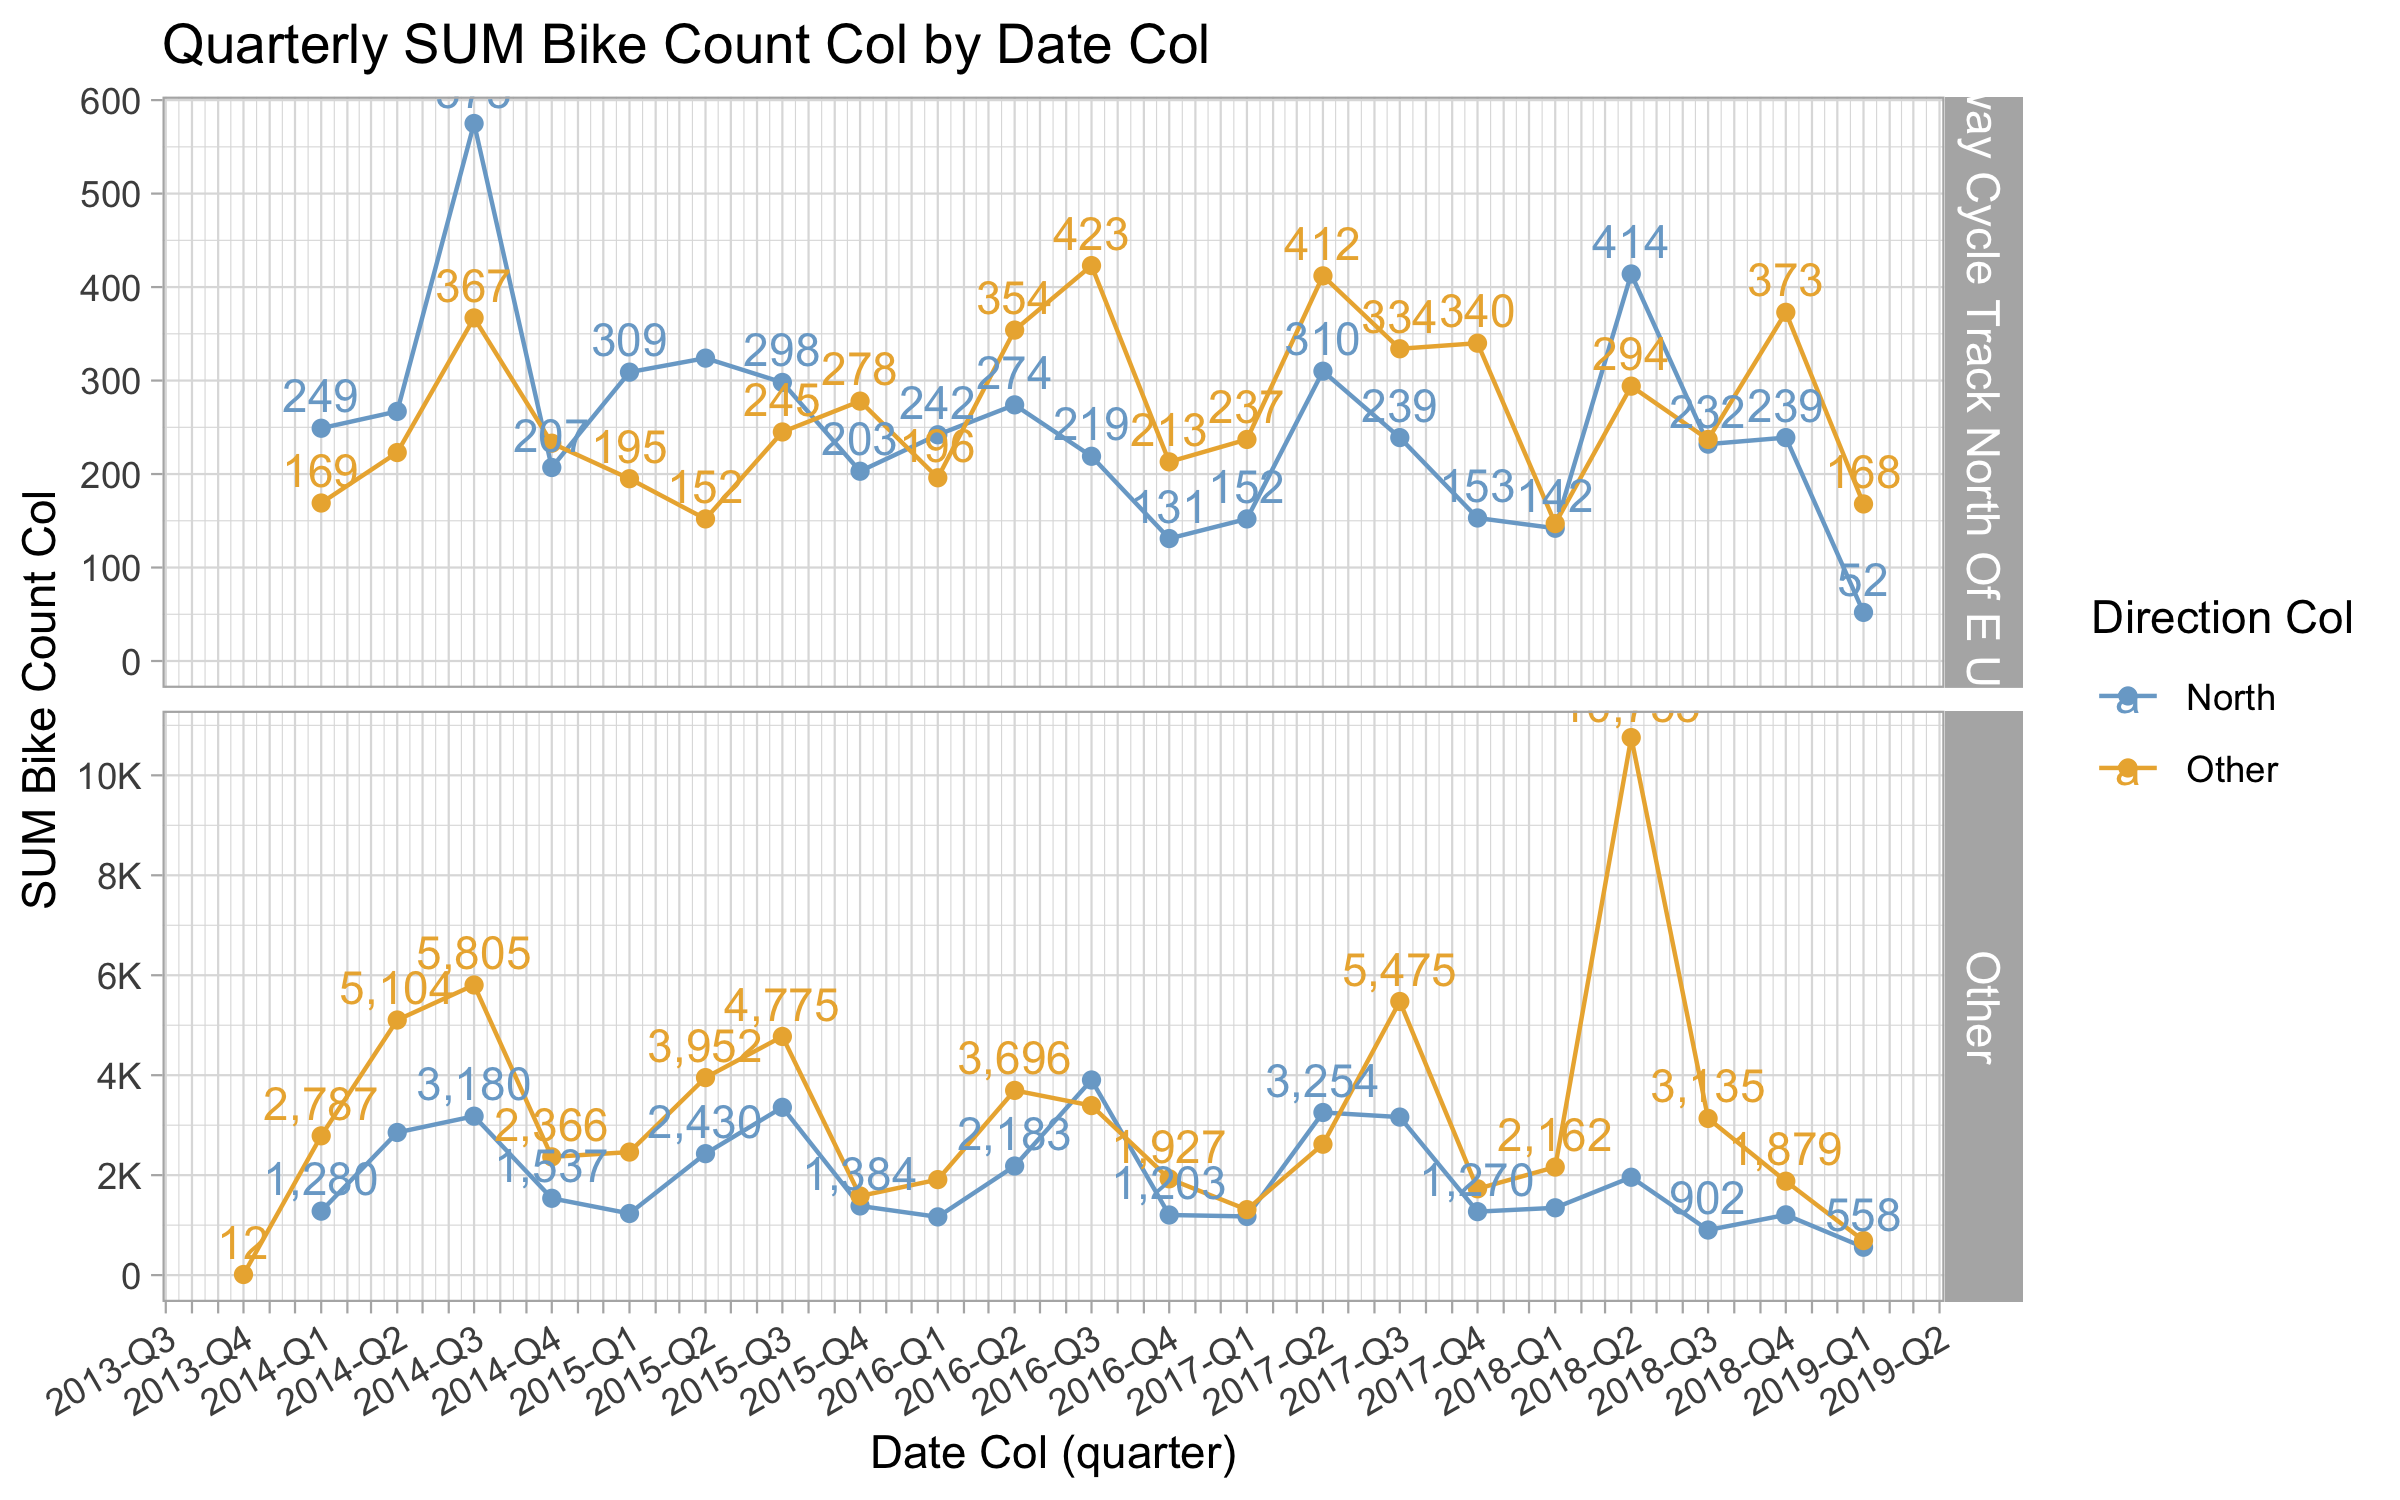 Quarterly SUM Bike Count Col by Date Col
SUM Bike Count Col
600
500
400
300
200
100
0
249
169
367
207
309
195
152
298
245
278
203
242
196
354
274
423
219
213
131
237
152
412
310
334
239
340
153
142
414
294
232
373
239
168
52
Cycle Track North Of E U
10K
8K
6K
4K
2K
0
12
2,787
1,280
5,104
5,805
3,180
2,366
1,537
3,952
2,430
4,775
1,384
3,696
2,183
1,927
1,203
3,254
5,475
1,270
2,162
3,135
902
1,879
558
Other
2013-Q3
2013-Q4
2014-Q1
2014-Q2
2014-Q3
2014-Q4
2015-Q1
2015-Q2
2015-Q3
2015-Q4
2016-Q1
2016-Q2
2016-Q3
2016-Q4
2017-Q1
2017-Q2
2017-Q3
2017-Q4
2018-Q1
2018-Q2
2018-Q3
2018-Q4
2019-Q1
2019-Q2
Date Col (quarter)
Direction Col
a North
a Other